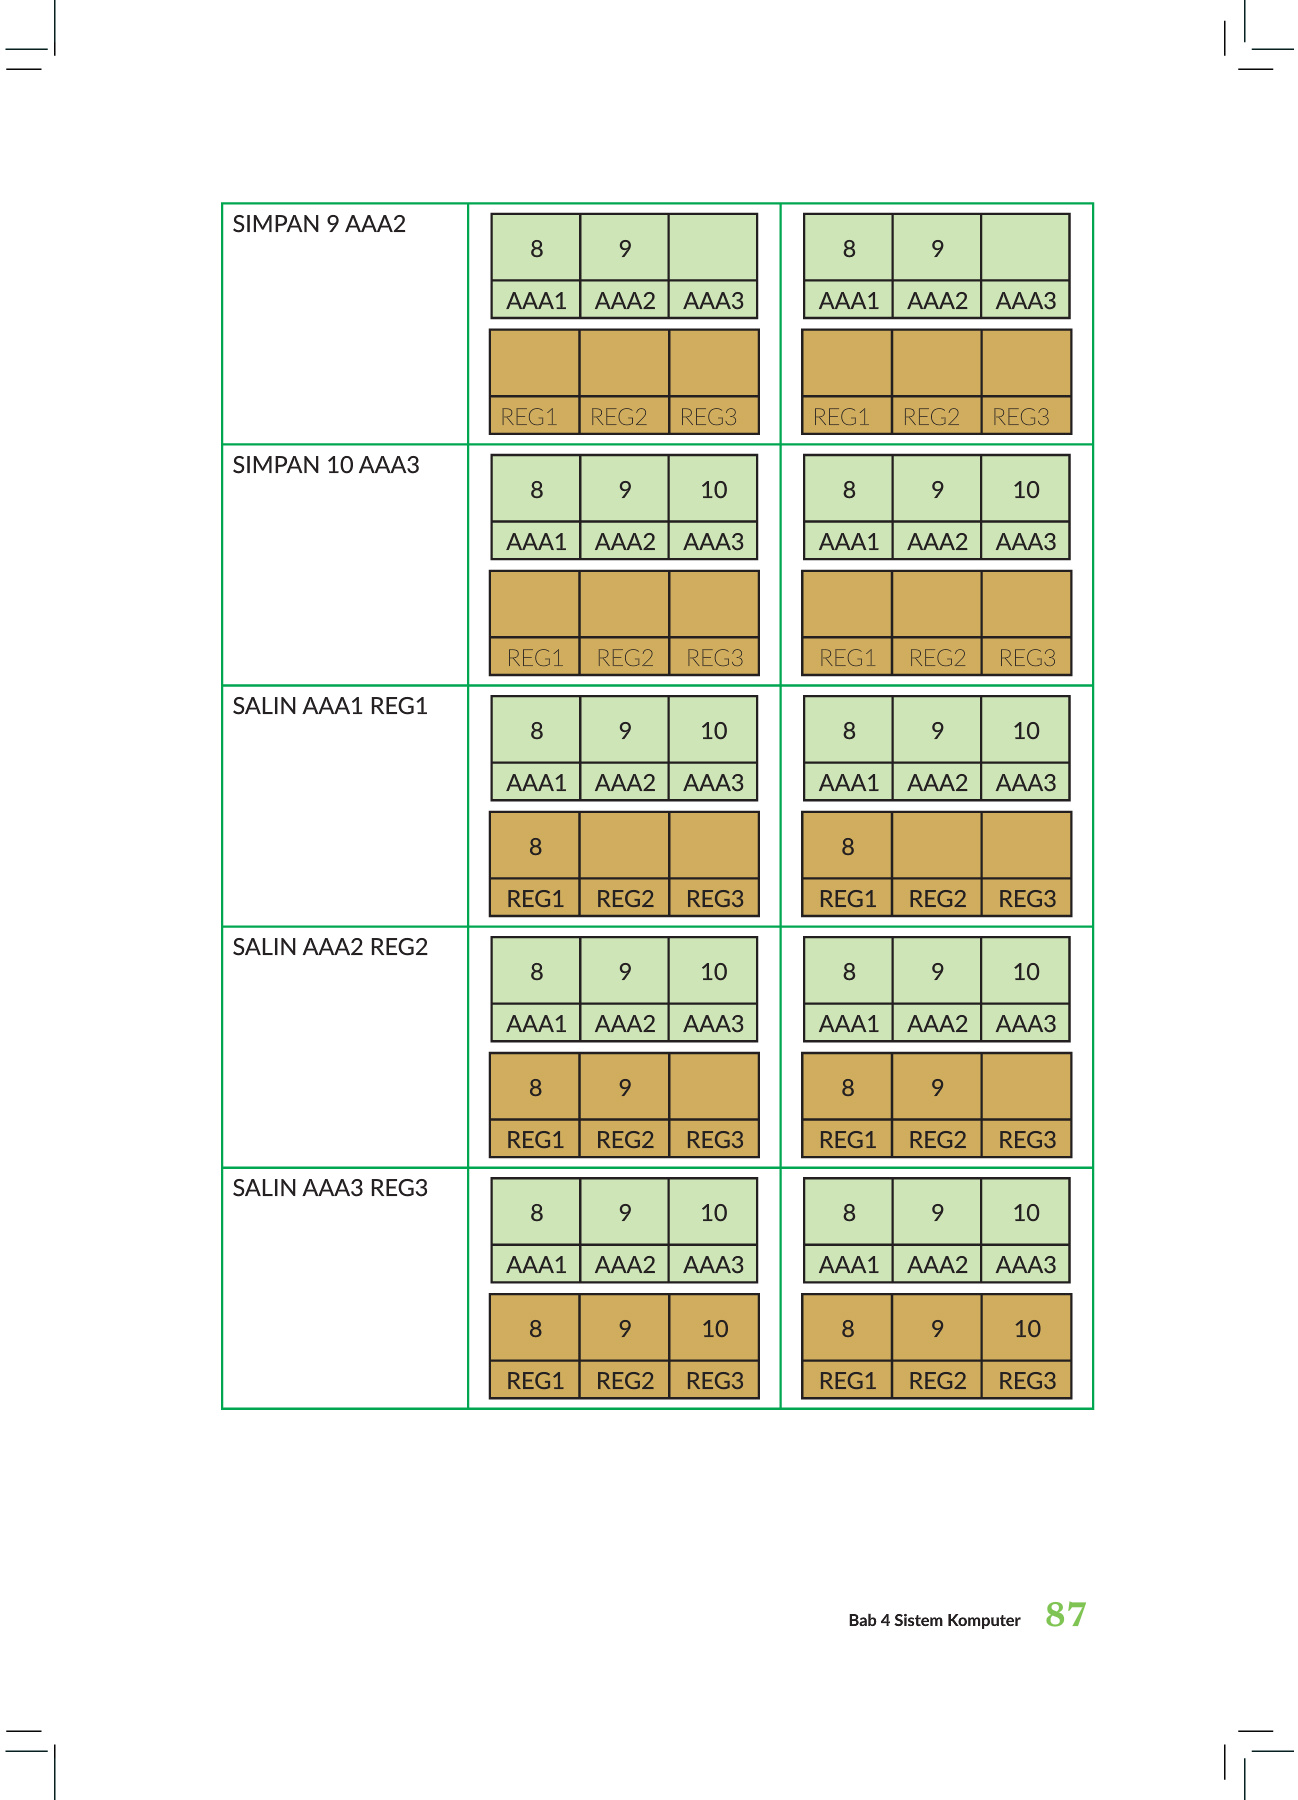 SIMPAN 9 AAA2
8 9
AAA1 AAA2 AAA3
REG1 REG2 REG3
8 9
AAA1 AAA2 AAA3
REG1 REG2 REG3
SIMPAN 10 AAA3
8 9 10
AAA1 AAA2 AAA3
REG1 REG2 REG3
8 9 10
AAA1 AAA2 AAA3
REG1 REG2 REG3
SALIN AAA1 REG1
8 9 10
AAA1 AAA2 AAA3
8
REG1 REG2 REG3
8 9 10
AAA1 AAA2 AAA3
8
REG1 REG2 REG3
SALIN AAA2 REG2
8 9 10
AAA1 AAA2 AAA3
8 9
REG1 REG2 REG3
8 9 10
AAA1 AAA2 AAA3
8 9
REG1 REG2 REG3
SALIN AAA3 REG3
8 9 10
AAA1 AAA2 AAA3
8 9 10
REG1 REG2 REG3
8 9 10
AAA1 AAA2 AAA3
8 9 10
REG1 REG2 REG3
Bab 4 Sistem Komputer 87